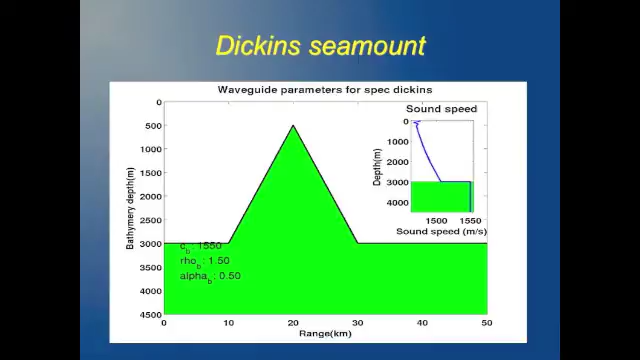 Dickins seamount
Waveguide parameters for spec dickins
0
500
1000
1500
2000
2500
3000
3500
4000
4500
Bathymery depth(m)
c_b : 1550
rho_b : 1.50
alpha_b : 0.50
0 10 20 30 40 50
Range(km)
Sound speed
0
1000
2000
3000
4000
Depth(m)
1500 1550
Sound speed (m/s)